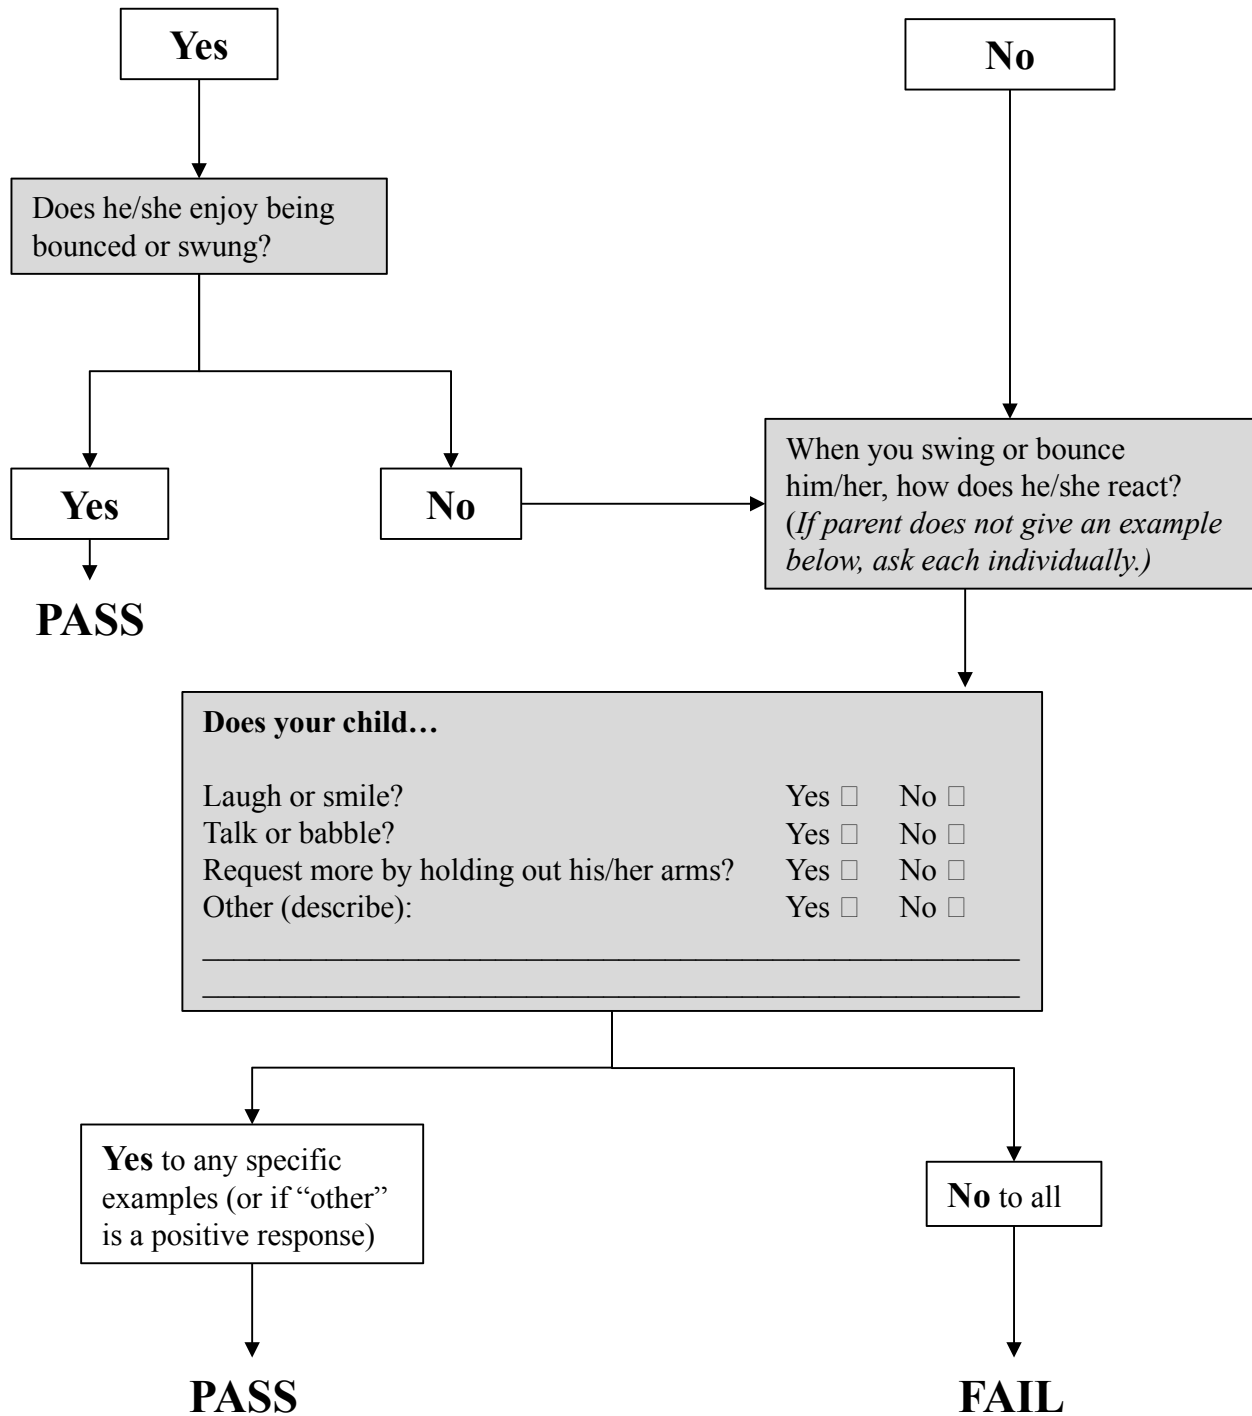 Yes
No
Does he/she enjoy being
bounced or swung?
Yes
No
When you swing or bounce
him/her, how does he/she react?
(If parent does not give an example
below, ask each individually.)
PASS
Does your child…
Laugh or smile? Yes □ No □
Talk or babble? Yes □ No □
Request more by holding out his/her arms? Yes □ No □
Other (describe): Yes □ No □
Yes to any specific
examples (or if “other”
is a positive response)
No to all
PASS
FAIL